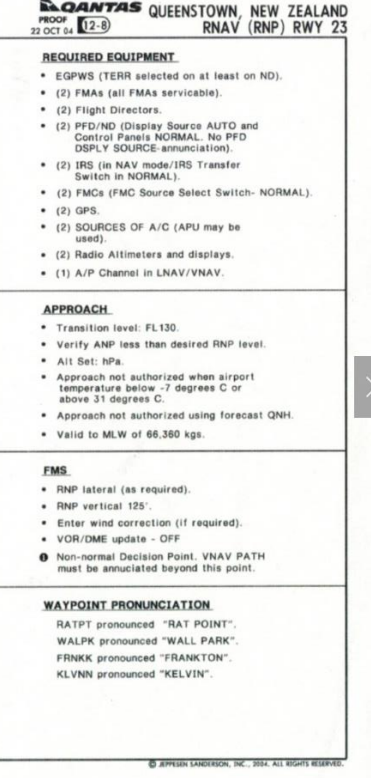 QANTAS QUEENSTOWN, NEW ZEALAND
PROOF
22 OCT 04 12-8 RNAV (RNP) RWY 23
REQUIRED EQUIPMENT
• EGPWS (TERR selected on at least on ND).
• (2) FMAs (all FMAs servicable).
• (2) Flight Directors.
• (2) PFD/ND (Display Source AUTO and
Control Panels NORMAL. No PFD
DSPLY SOURCE-annunciation).
• (2) IRS (in NAV mode/IRS Transfer
Switch in NORMAL).
• (2) FMCs (FMC Source Select Switch- NORMAL).
• (2) GPS.
• (2) SOURCES OF A/C (APU may be
used).
• (2) Radio Altimeters and displays.
• (1) A/P Channel in LNAV/VNAV.
APPROACH
• Transition level: FL130.
• Verify ANP less than desired RNP level.
• Alt Set: hPa.
• Approach not authorized when airport
temperature below -7 degrees C or
above 31 degrees C.
• Approach not authorized using forecast QNH.
• Valid to MLW of 66,360 kgs.
FMS
• RNP lateral (as required).
• RNP vertical 125'.
• Enter wind correction (if required).
• VOR/DME update - OFF
❶ Non-normal Decision Point. VNAV PATH
must be annuciated beyond this point.
WAYPOINT PRONUNCIATION
RATPT pronounced "RAT POINT".
WALPK pronounced "WALL PARK".
FRNKK pronounced "FRANKTON".
KLVNN pronounced "KELVIN".
© JEPPESEN SANDERSON, INC., 2004. ALL RIGHTS RESERVED.